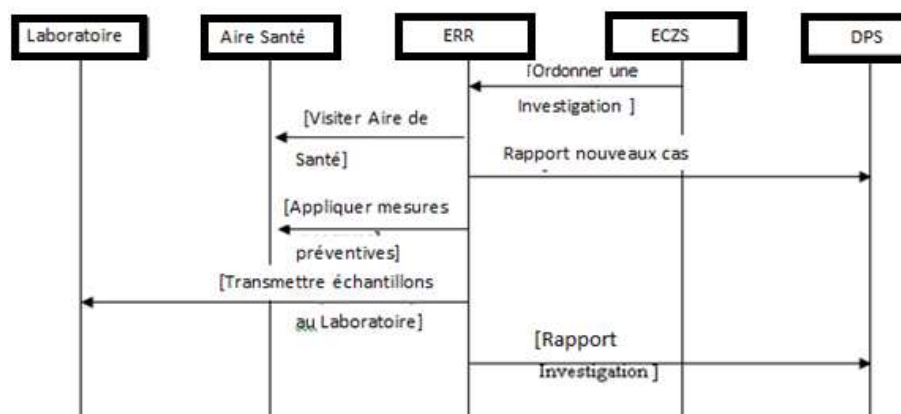 Laboratoire
Aire Santé
ERR
ECZS
DPS
[Ordonner une
Investigation ]
[Visiter Aire de
Santé]
Rapport nouveaux cas
[Appliquer mesures
préventives]
[Transmettre échantillons
au Laboratoire]
[Rapport
Investigation ]